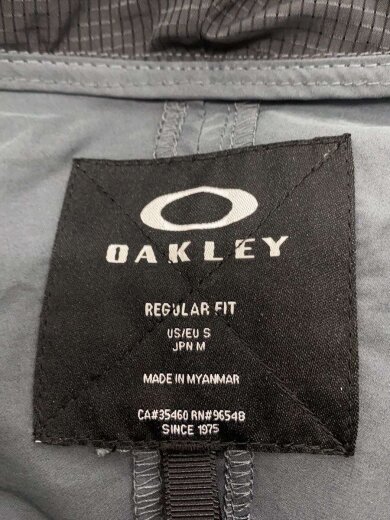 OAKLEY
REGULAR FIT
US/EU S
JPN M
MADE IN MYANMAR
CA#35460 RN#96548
SINCE 1975